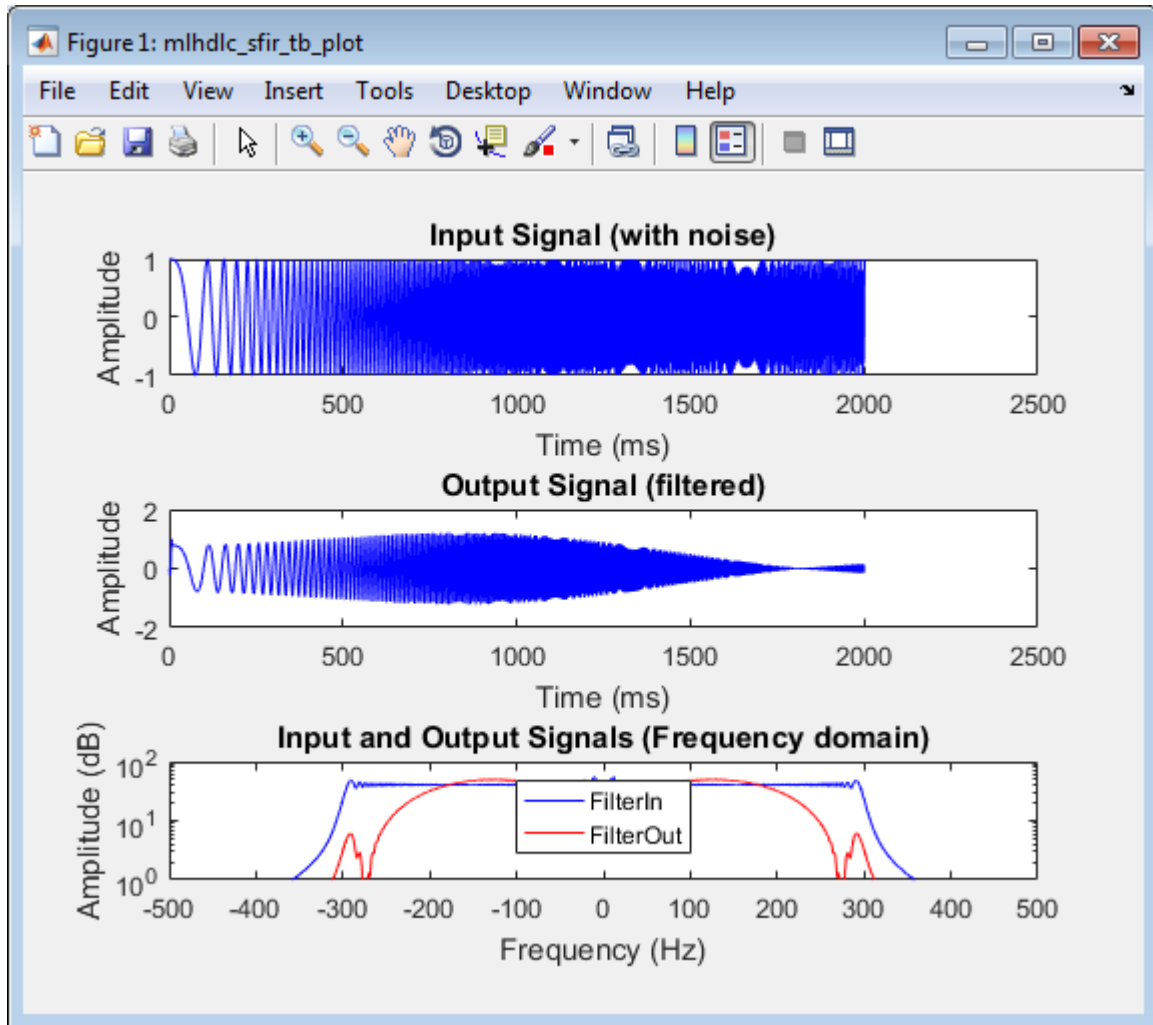 Figure 1: mlhdlc_sfir_tb_plot
File Edit View Insert Tools Desktop Window Help
Input Signal (with noise)
Amplitude
1
0
-1
0 500 1000 1500 2000 2500
Time (ms)
Output Signal (filtered)
Amplitude
2
0
-2
0 500 1000 1500 2000 2500
Time (ms)
Input and Output Signals (Frequency domain)
Amplitude (dB)
10^2
10^1
10^0
FilterIn
FilterOut
-500 -400 -300 -200 -100 0 100 200 300 400 500
Frequency (Hz)